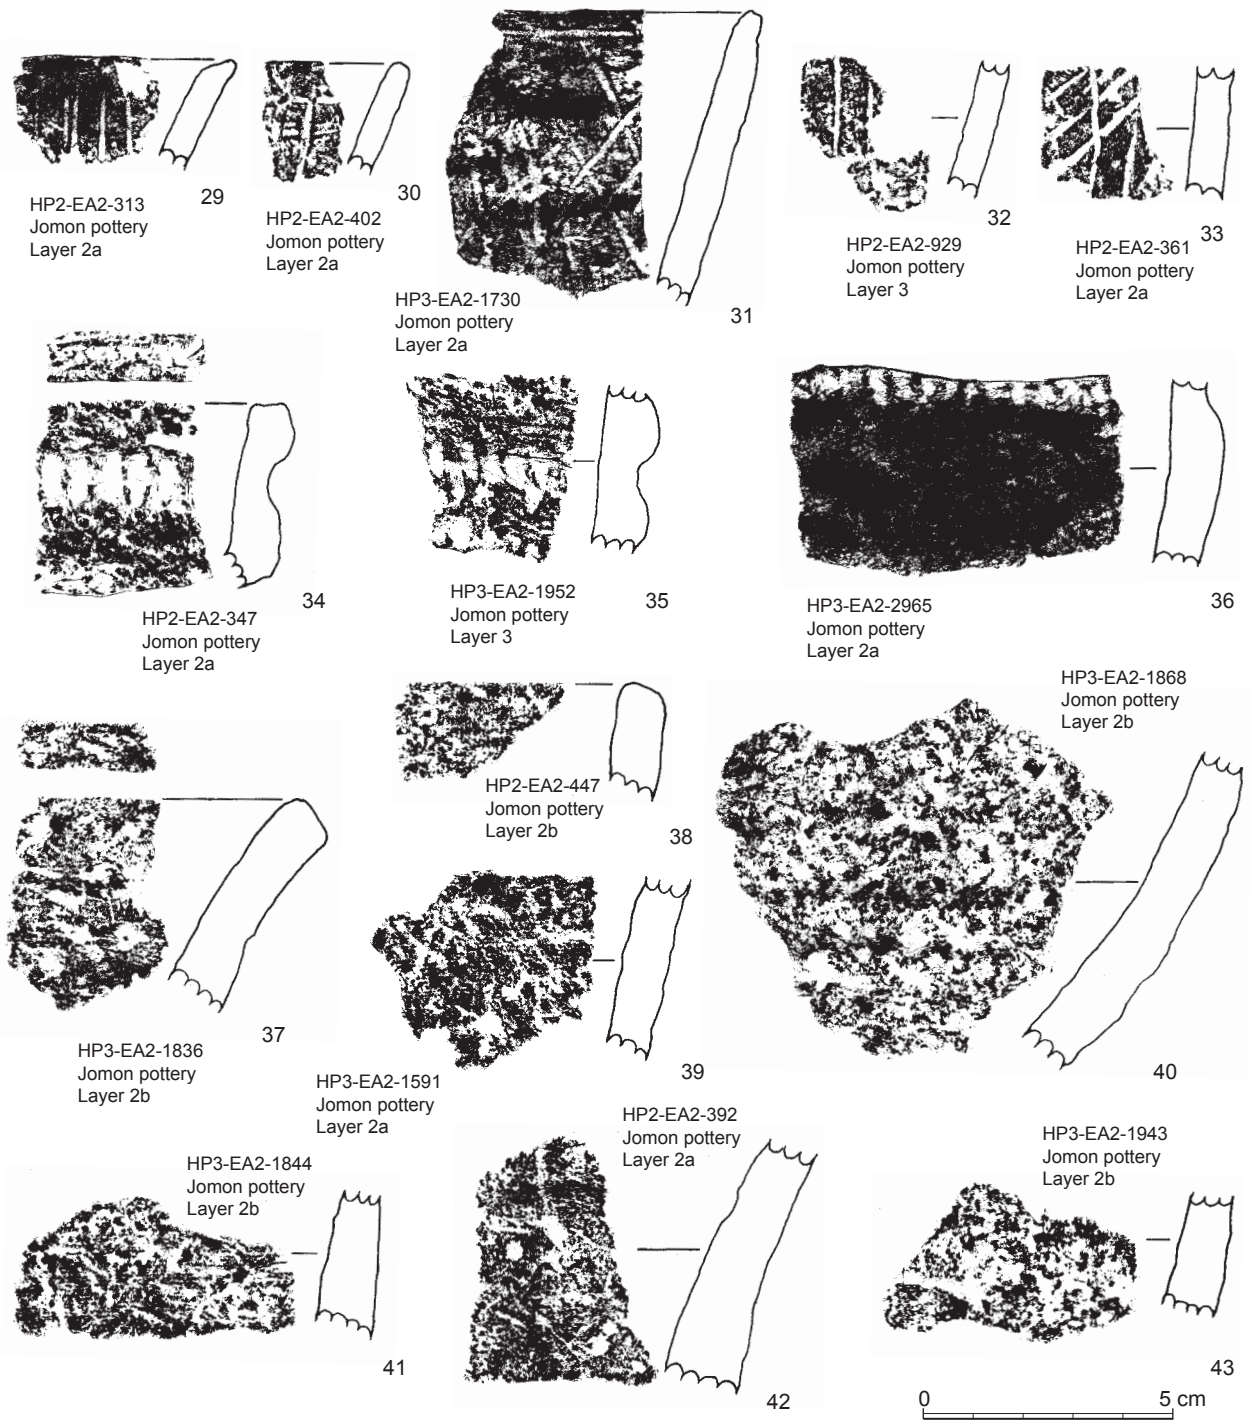 29
HP2-EA2-313
Jomon pottery
Layer 2a
30
HP2-EA2-402
Jomon pottery
Layer 2a
31
HP3-EA2-1730
Jomon pottery
Layer 2a
32
HP2-EA2-929
Jomon pottery
Layer 3
33
HP2-EA2-361
Jomon pottery
Layer 2a
34
HP2-EA2-347
Jomon pottery
Layer 2a
35
HP3-EA2-1952
Jomon pottery
Layer 3
36
HP3-EA2-2965
Jomon pottery
Layer 2a
37
HP3-EA2-1836
Jomon pottery
Layer 2b
HP2-EA2-447
Jomon pottery
Layer 2b
38
HP3-EA2-1868
Jomon pottery
Layer 2b
39
HP3-EA2-1591
Jomon pottery
Layer 2a
40
HP3-EA2-1844
Jomon pottery
Layer 2b
41
HP2-EA2-392
Jomon pottery
Layer 2a
42
HP3-EA2-1943
Jomon pottery
Layer 2b
43
0 5 cm